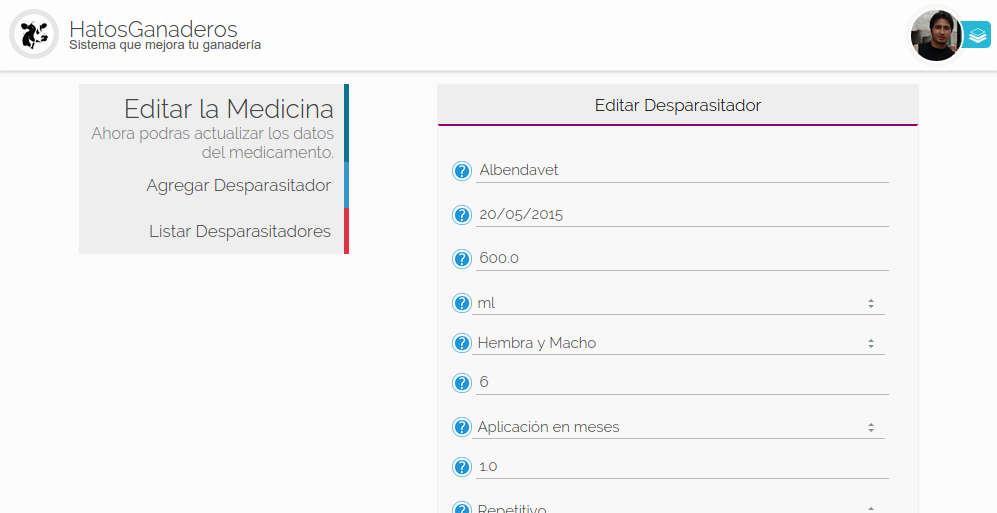 HatosGanaderos
Sistema que mejora tu ganadería
Editar la Medicina
Ahora podras actualizar los datos
del medicamento.
Agregar Desparasitador
Listar Desparasitadores
Editar Desparasitador
? Albendavet
? 20/05/2015
? 600.0
? ml
? Hembra y Macho
? 6
? Aplicación en meses
? 1.0
? Repetitivo